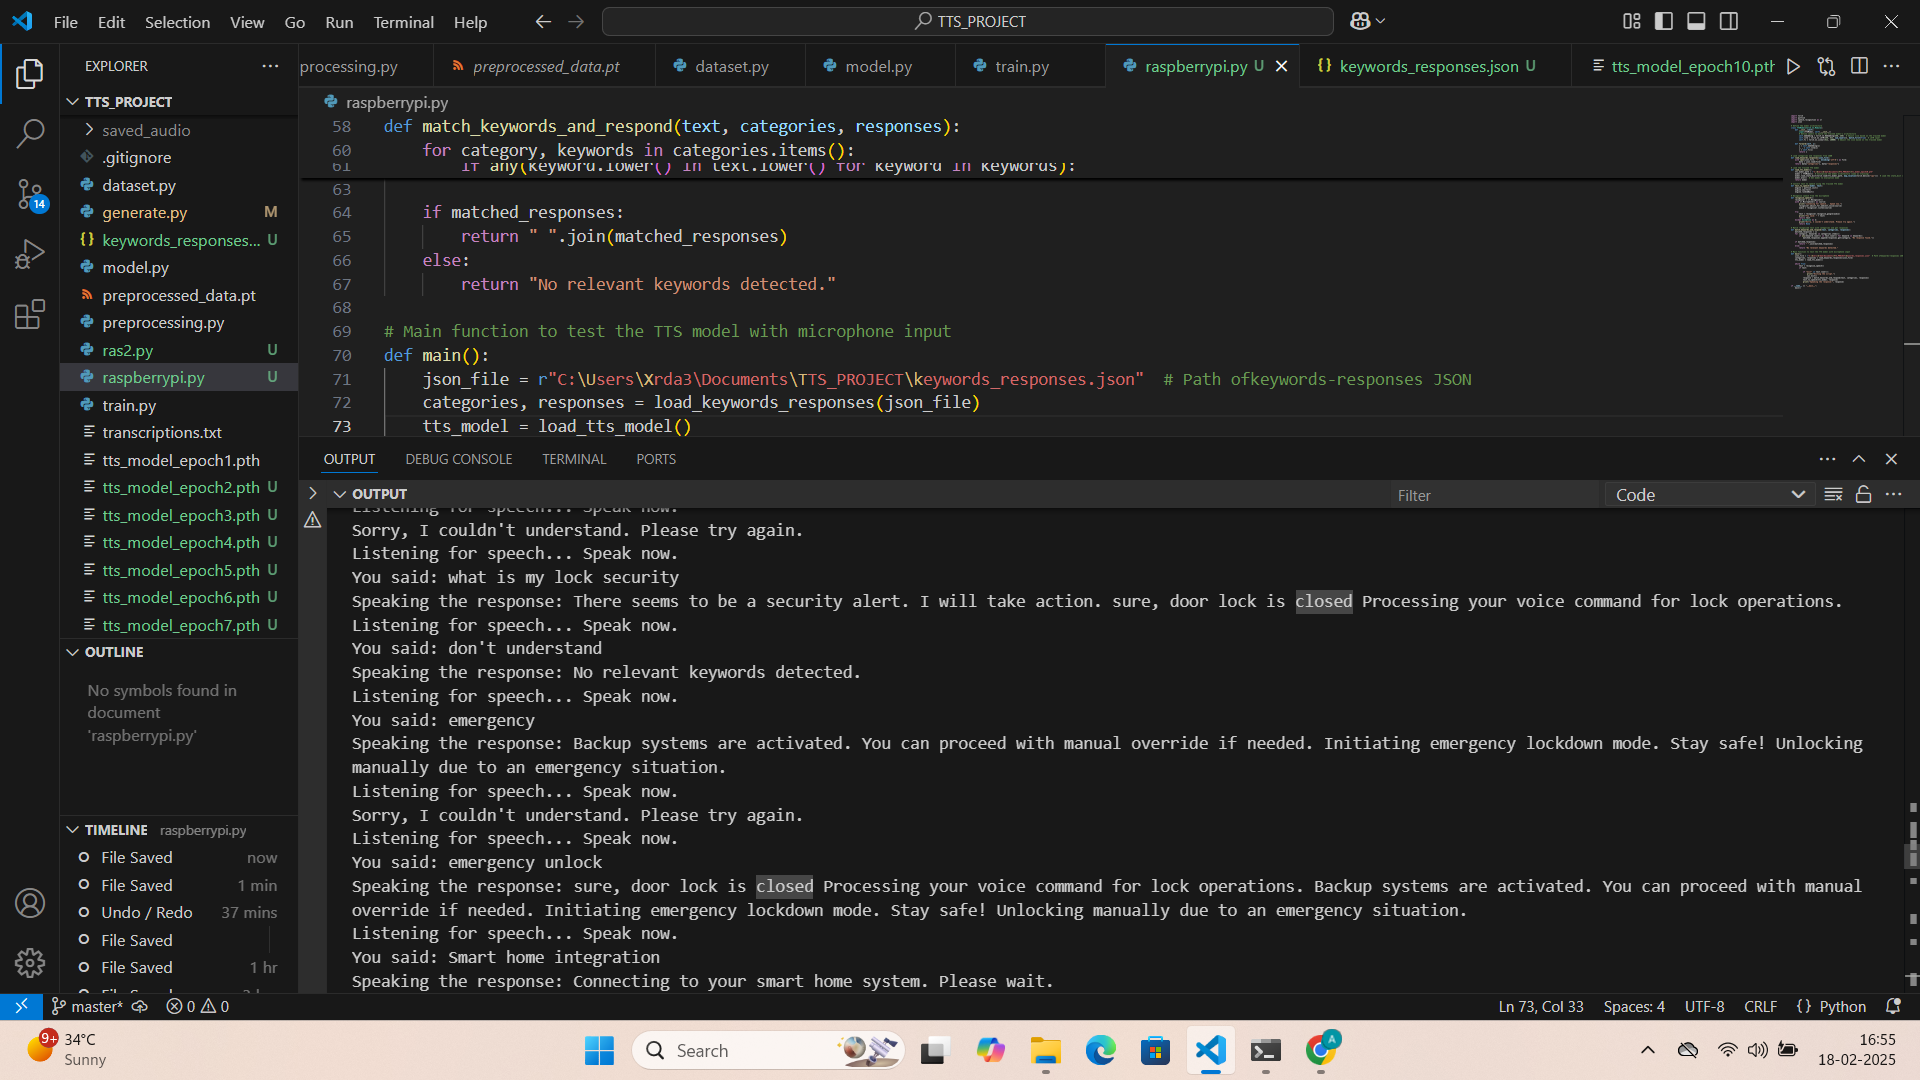 File Edit Selection View Go Run Terminal Help
TTS_PROJECT
EXPLORER
processing.py preprocessed_data.pt dataset.py model.py train.py raspberrypi.py U keywords_responses.json U tts_model_epoch10.pth
TTS_PROJECT
saved_audio
.gitignore
dataset.py
generate.py M
keywords_responses... U
model.py
preprocessed_data.pt
preprocessing.py
ras2.py U
raspberrypi.py U
train.py
transcriptions.txt
tts_model_epoch1.pth
tts_model_epoch2.pth U
tts_model_epoch3.pth U
tts_model_epoch4.pth U
tts_model_epoch5.pth U
tts_model_epoch6.pth U
tts_model_epoch7.pth U
14
OUTLINE
No symbols found in
document
'raspberrypi.py'
TIMELINE raspberrypi.py
File Saved now
File Saved 1 min
Undo / Redo 37 mins
File Saved
File Saved 1 hr
raspberrypi.py
58 def match_keywords_and_respond(text, categories, responses):
60 for category, keywords in categories.items():
61 if any(keyword.lower() in text.lower() for keyword in keywords):
63
64 if matched_responses:
65 return " ".join(matched_responses)
66 else:
67 return "No relevant keywords detected."
68
69 # Main function to test the TTS model with microphone input
70 def main():
71 json_file = r"C:\Users\Xrda3\Documents\TTS_PROJECT\keywords_responses.json" # Path ofkeywords-responses JSON
72 categories, responses = load_keywords_responses(json_file)
73 tts_model = load_tts_model()
OUTPUT DEBUG CONSOLE TERMINAL PORTS
OUTPUT Filter Code
Listening for speech... Speak now.
Sorry, I couldn't understand. Please try again.
Listening for speech... Speak now.
You said: what is my lock security
Speaking the response: There seems to be a security alert. I will take action. sure, door lock is closed Processing your voice command for lock operations.
Listening for speech... Speak now.
You said: don't understand
Speaking the response: No relevant keywords detected.
Listening for speech... Speak now.
You said: emergency
Speaking the response: Backup systems are activated. You can proceed with manual override if needed. Initiating emergency lockdown mode. Stay safe! Unlocking
manually due to an emergency situation.
Listening for speech... Speak now.
Sorry, I couldn't understand. Please try again.
Listening for speech... Speak now.
You said: emergency unlock
Speaking the response: sure, door lock is closed Processing your voice command for lock operations. Backup systems are activated. You can proceed with manual
override if needed. Initiating emergency lockdown mode. Stay safe! Unlocking manually due to an emergency situation.
Listening for speech... Speak now.
You said: Smart home integration
Speaking the response: Connecting to your smart home system. Please wait.
master* 0 0 Ln 73, Col 33 Spaces: 4 UTF-8 CRLF {} Python
9+ 34°C
Sunny
Search
A
16:55
18-02-2025